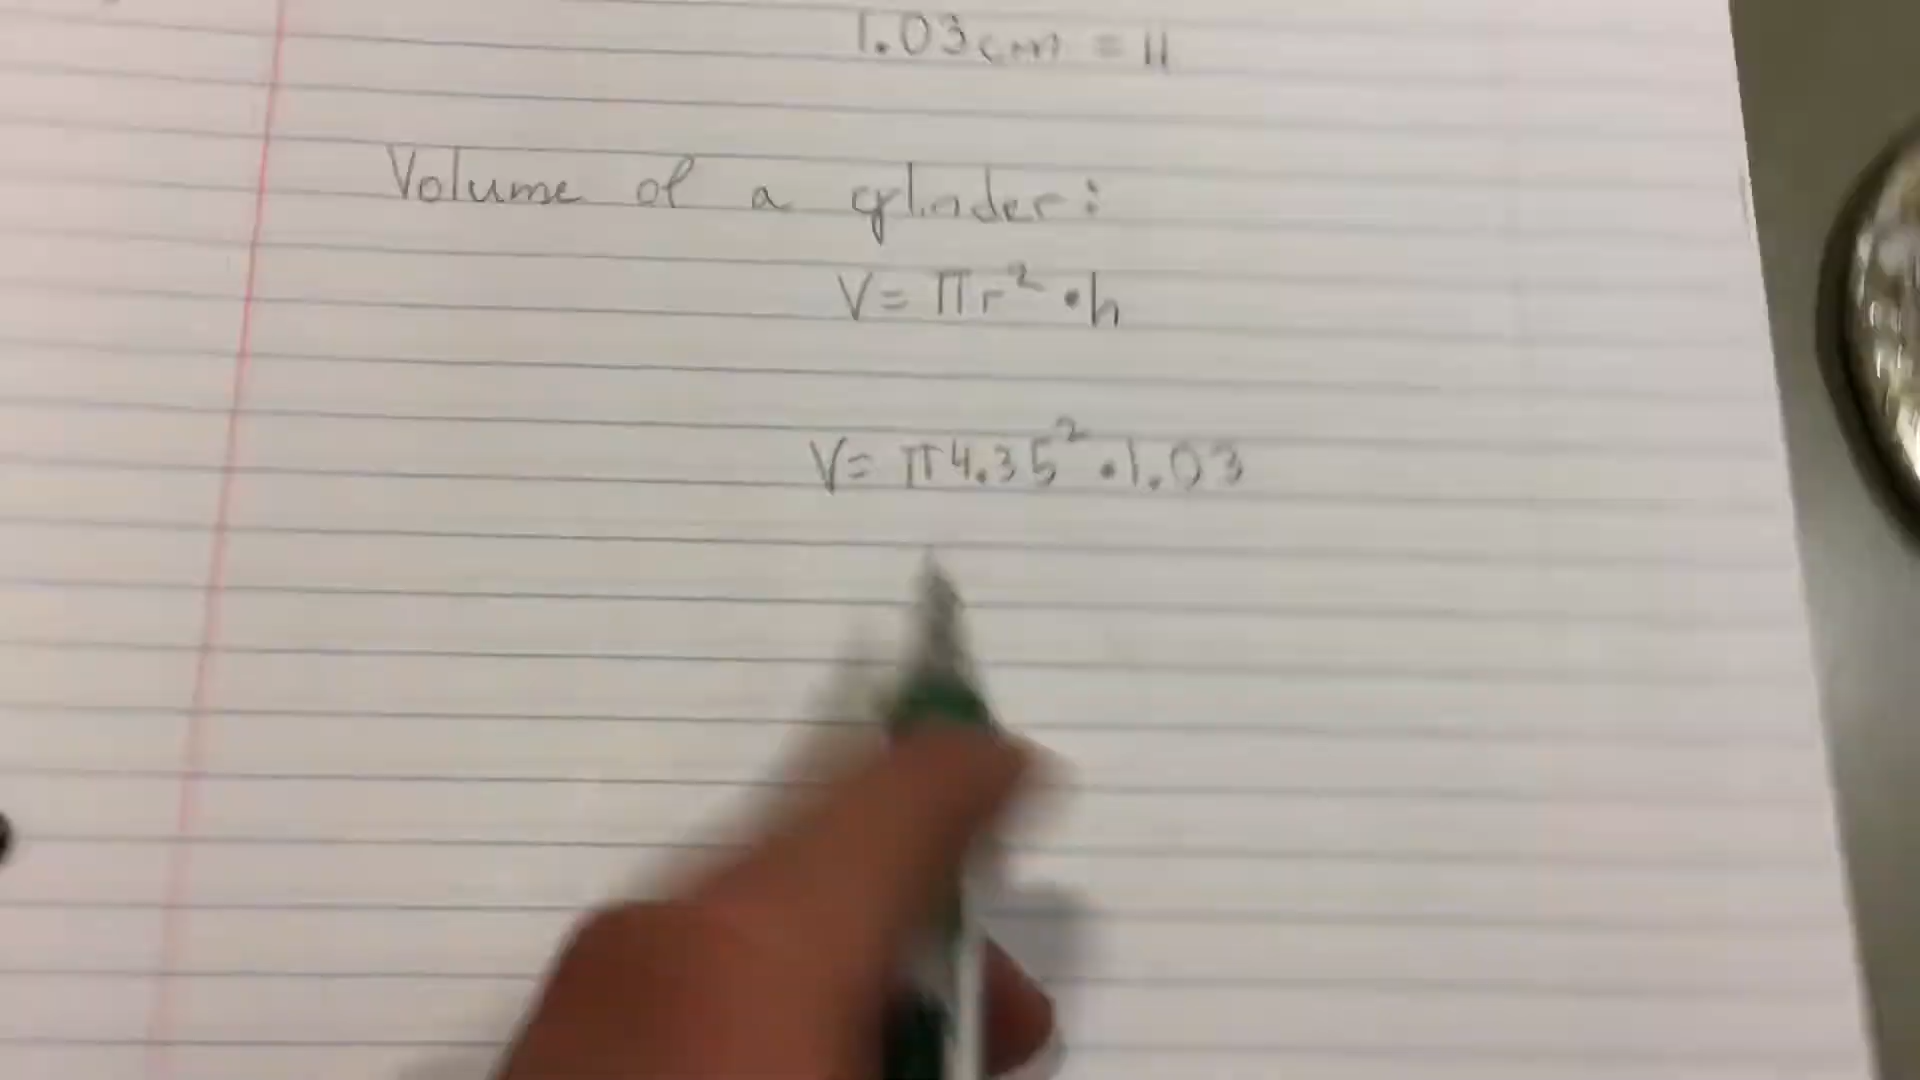 1.03cm = H
Volume of a cylinder:
V = πr² • h
V = π4.35² • 1.03